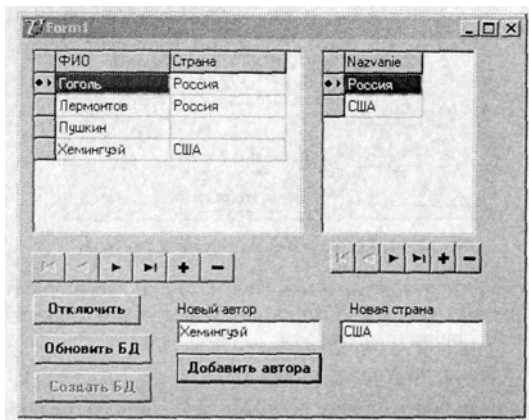 Form1
ФИО Страна
Гоголь Россия
Лермонтов Россия
Пушкин
Хемингуэй США
Nazvanie
Россия
США
Отключить
Обновить БД
Создать БД
Новый автор
Хемингуэй
Добавить автора
Новая страна
США